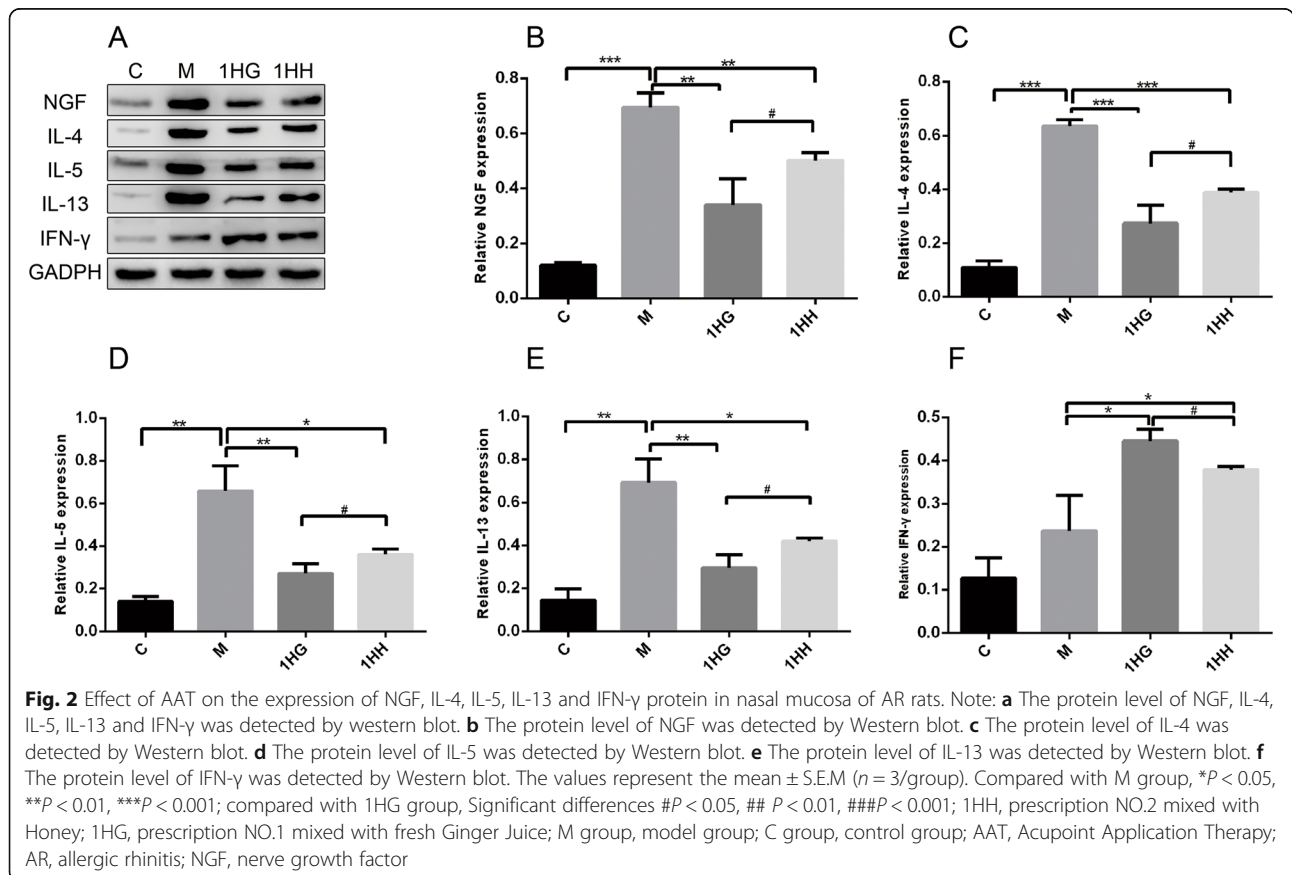 A
C M 1HG 1HH
NGF
IL-4
IL-5
IL-13
IFN-γ
GADPH
B
Relative NGF expression
0.8
0.6
0.4
0.2
0.0
***
**
**
#
C M 1HG 1HH
C
Relative IL-4 expression
0.8
0.6
0.4
0.2
0.0
***
***
***
#
C M 1HG 1HH
D
Relative IL-5 expression
1.0
0.8
0.6
0.4
0.2
0.0
**
*
**
#
C M 1HG 1HH
E
Relative IL-13 expression
1.0
0.8
0.6
0.4
0.2
0.0
**
*
**
#
C M 1HG 1HH
F
Relative IFN-γ expression
0.5
0.4
0.3
0.2
0.1
0.0
*
*
#
C M 1HG 1HH
Fig. 2 Effect of AAT on the expression of NGF, IL-4, IL-5, IL-13 and IFN-γ protein in nasal mucosa of AR rats. Note: a The protein level of NGF, IL-4,
IL-5, IL-13 and IFN-γ was detected by western blot. b The protein level of NGF was detected by Western blot. c The protein level of IL-4 was
detected by Western blot. d The protein level of IL-5 was detected by Western blot. e The protein level of IL-13 was detected by Western blot. f
The protein level of IFN-γ was detected by Western blot. The values represent the mean ± S.E.M (n = 3/group). Compared with M group, *P < 0.05,
**P < 0.01, ***P < 0.001; compared with 1HG group, Significant differences #P < 0.05, ## P < 0.01, ###P < 0.001; 1HH, prescription NO.2 mixed with
Honey; 1HG, prescription NO.1 mixed with fresh Ginger Juice; M group, model group; C group, control group; AAT, Acupoint Application Therapy;
AR, allergic rhinitis; NGF, nerve growth factor